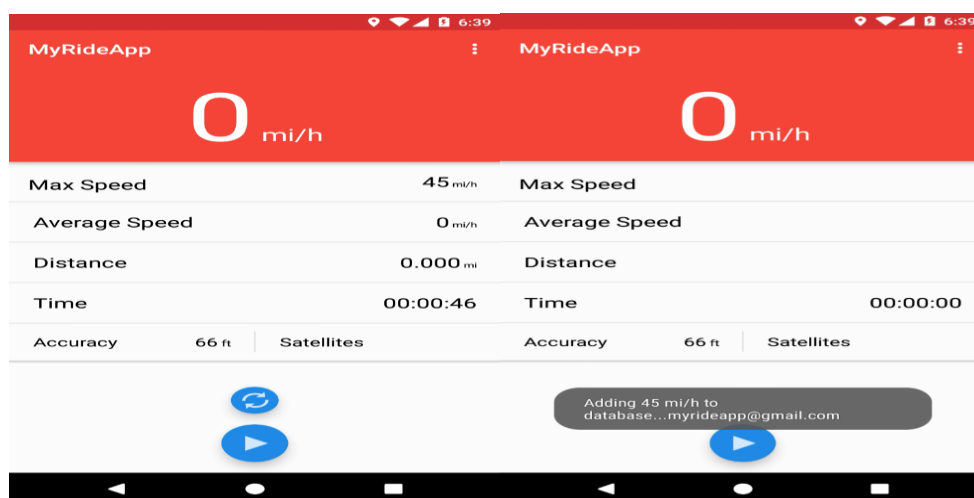 6:39
MyRideApp
0 mi/h
Max Speed 45 mi/h
Average Speed 0 mi/h
Distance 0.000 mi
Time 00:00:46
Accuracy 66 ft Satellites
6:39
MyRideApp
0 mi/h
Max Speed
Average Speed
Distance
Time 00:00:00
Accuracy 66 ft Satellites
Adding 45 mi/h to
database...myrideapp@gmail.com